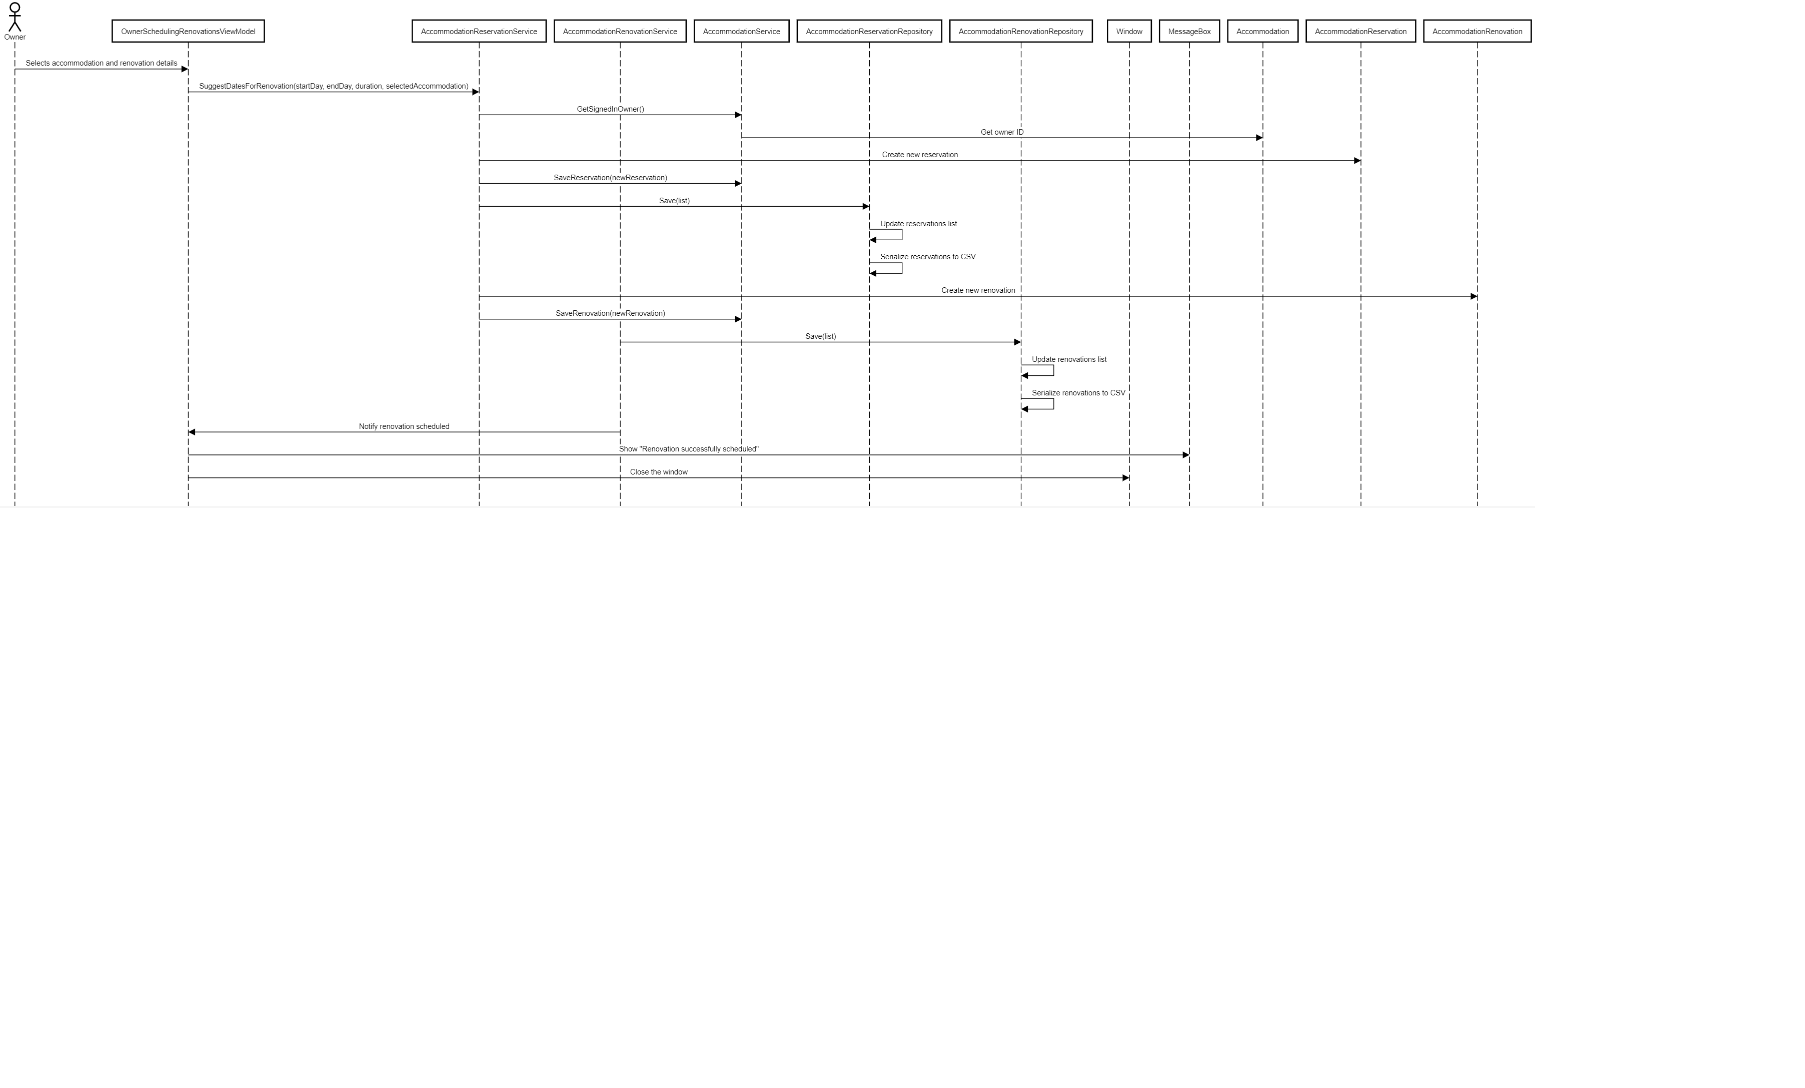 Owner
OwnerSchedulingRenovationsViewModel
AccommodationReservationService
AccommodationRenovationService
AccommodationService
AccommodationReservationRepository
AccommodationRenovationRepository
Window
MessageBox
Accommodation
AccommodationReservation
AccommodationRenovation
Selects accommodation and renovation details
SuggestDatesForRenovation(startDay, endDay, duration, selectedAccommodation)
GetSignedInOwner()
Get owner ID
Create new reservation
SaveReservation(newReservation)
Save(list)
Update reservations list
Serialize reservations to CSV
Create new renovation
SaveRenovation(newRenovation)
Save(list)
Update renovations list
Serialize renovations to CSV
Notify renovation scheduled
Show "Renovation successfully scheduled"
Close the window